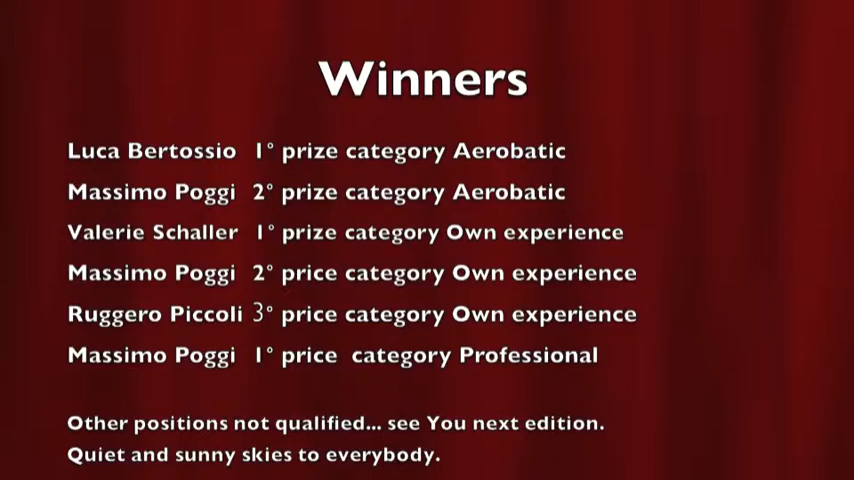 Winners
Luca Bertossio 1° prize category Aerobatic
Massimo Poggi 2° prize category Aerobatic
Valerie Schaller 1° prize category Own experience
Massimo Poggi 2° price category Own experience
Ruggero Piccoli 3° price category Own experience
Massimo Poggi 1° price category Professional
Other positions not qualified... see You next edition.
Quiet and sunny skies to everybody.